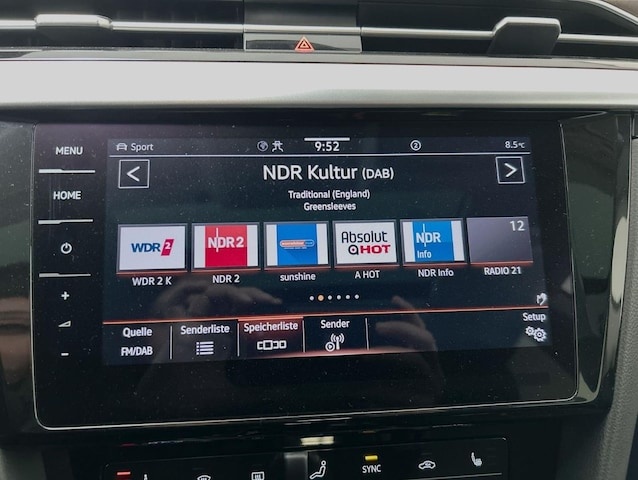 MENU
HOME
Sport
9:52
2
8.5°C
<
NDR Kultur (DAB)
>
Traditional (England)
Greensleeves
WDR 2
NDR 2
Absolut
HOT
NDR
Info
12
WDR 2 K
NDR 2
sunshine
A HOT
NDR Info
RADIO 21
+
-
Quelle
FM/DAB
Senderliste
Speicherliste
Sender
Setup
SYNC